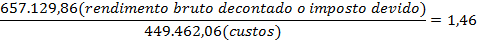 657.129,86(rendimento bruto decontado o imposto devido)
449.462,06(custos)
= 1,46